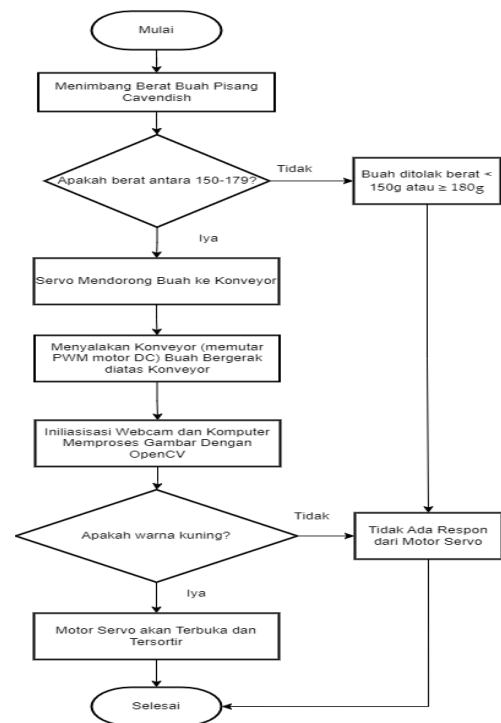 Mulai
Menimbang Berat Buah Pisang
Cavendish
Apakah berat antara 150-179?
Tidak
Buah ditolak berat <
150g atau ≥ 180g
Iya
Servo Mendorong Buah ke Konveyor
Menyalakan Konveyor (memutar
PWM motor DC) Buah Bergerak
diatas Konveyor
Iniliasisasi Webcam dan Komputer
Memproses Gambar Dengan
OpenCV
Apakah warna kuning?
Tidak
Tidak Ada Respon
dari Motor Servo
Iya
Motor Servo akan Terbuka dan
Tersortir
Selesai